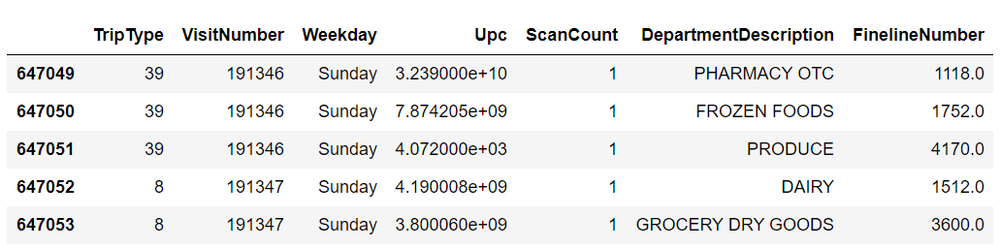 TripType VisitNumber Weekday Upc ScanCount DepartmentDescription FinelineNumber
647049 39 191346 Sunday 3.239000e+10 1 PHARMACY OTC 1118.0
647050 39 191346 Sunday 7.874205e+09 1 FROZEN FOODS 1752.0
647051 39 191346 Sunday 4.072000e+03 1 PRODUCE 4170.0
647052 8 191347 Sunday 4.190008e+09 1 DAIRY 1512.0
647053 8 191347 Sunday 3.800060e+09 1 GROCERY DRY GOODS 3600.0